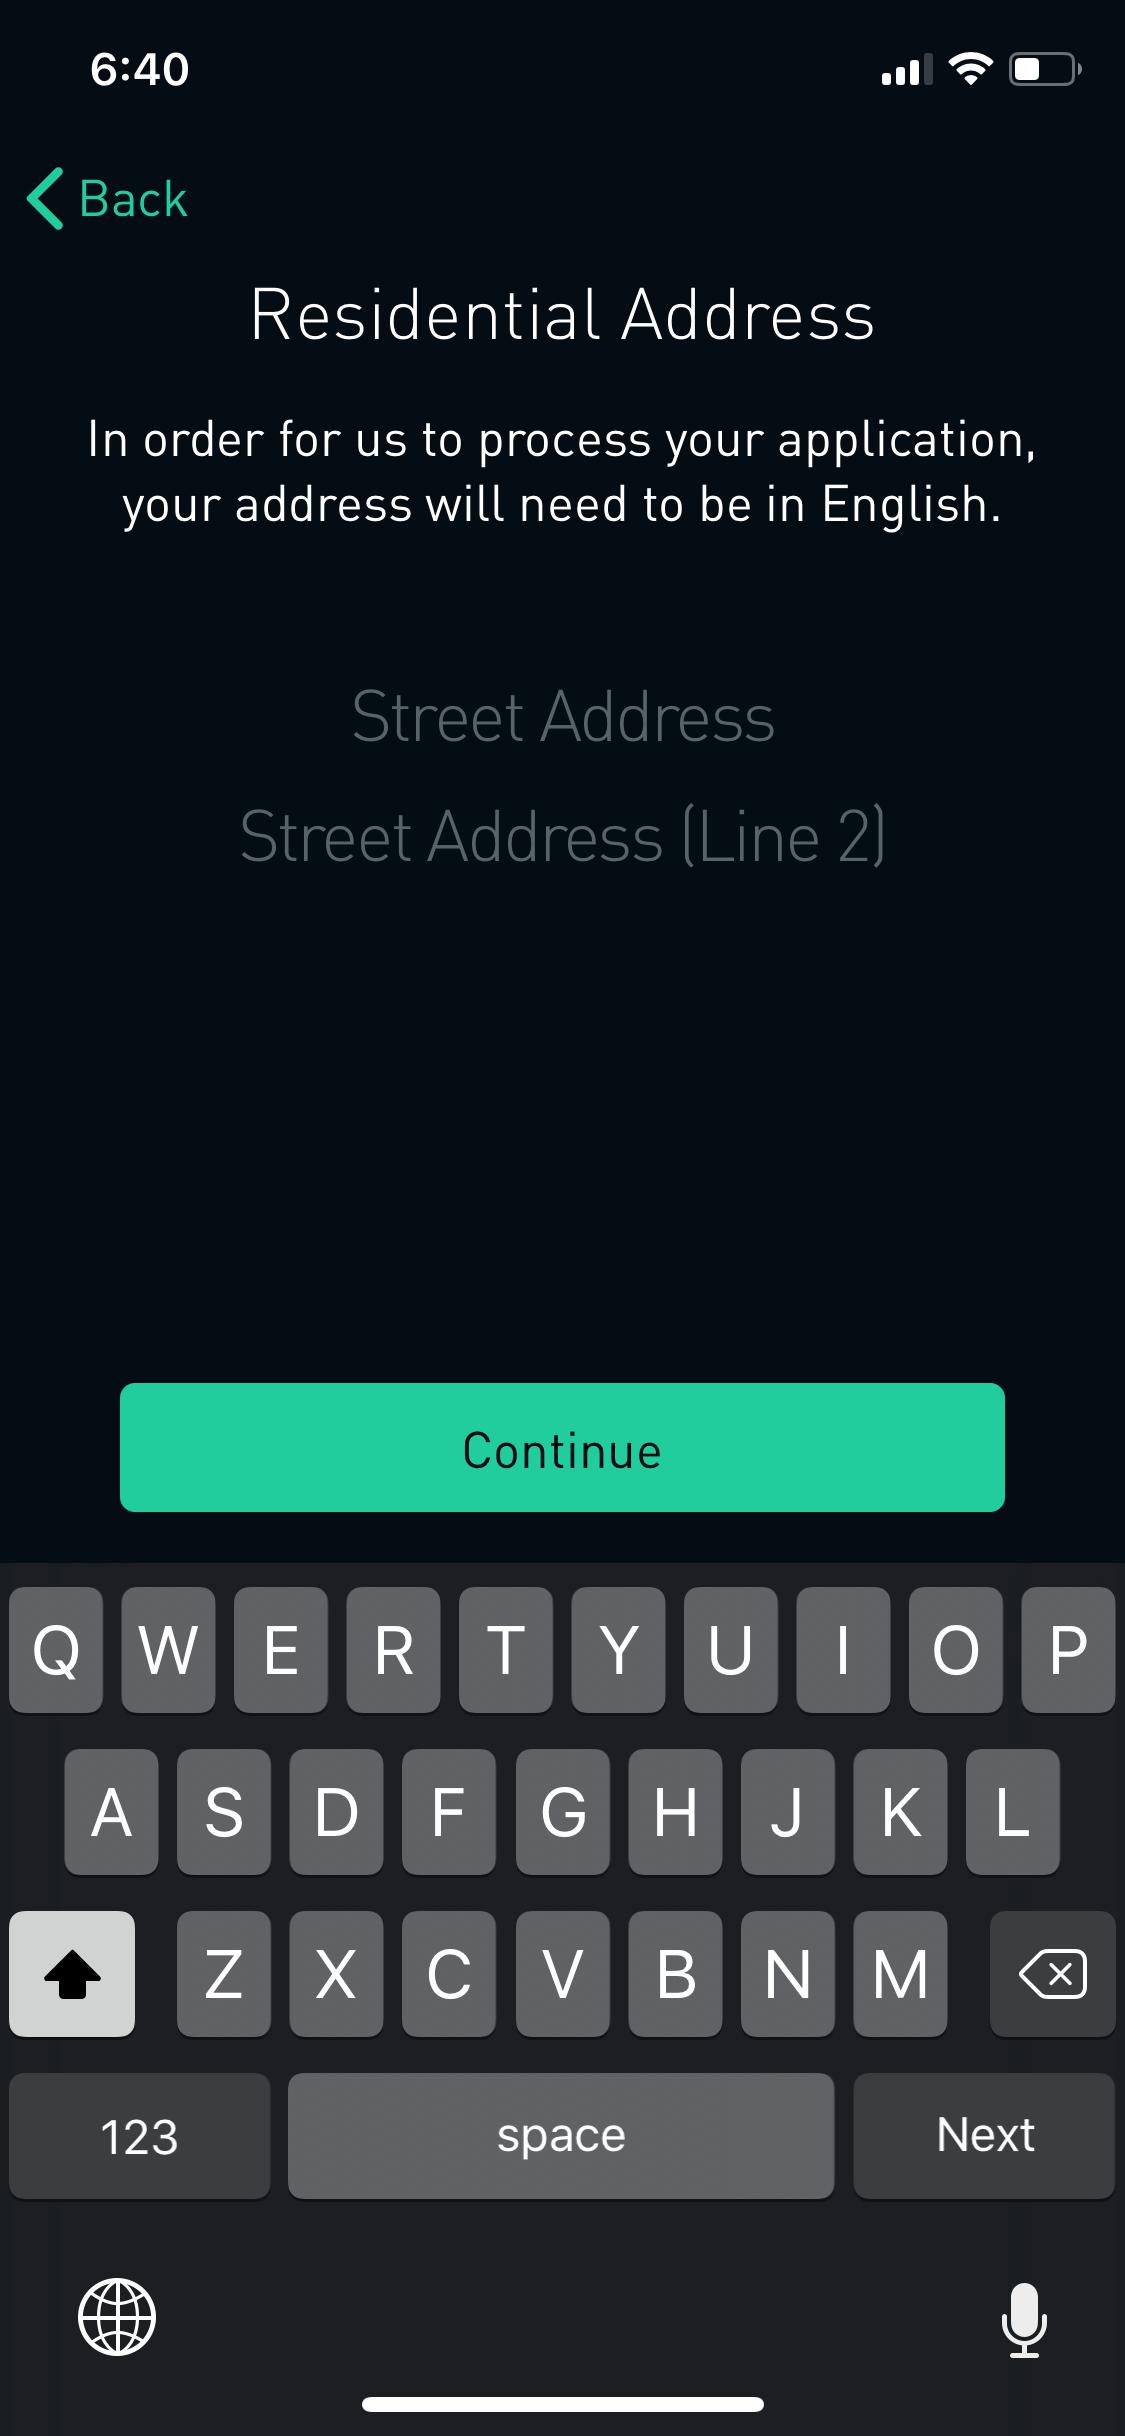 6:40
Back
Residential Address
In order for us to process your application,
your address will need to be in English.
Street Address
Street Address (Line 2)
Continue
Q W E R T Y U I O P
A S D F G H J K L
Z X C V B N M
123 space Next